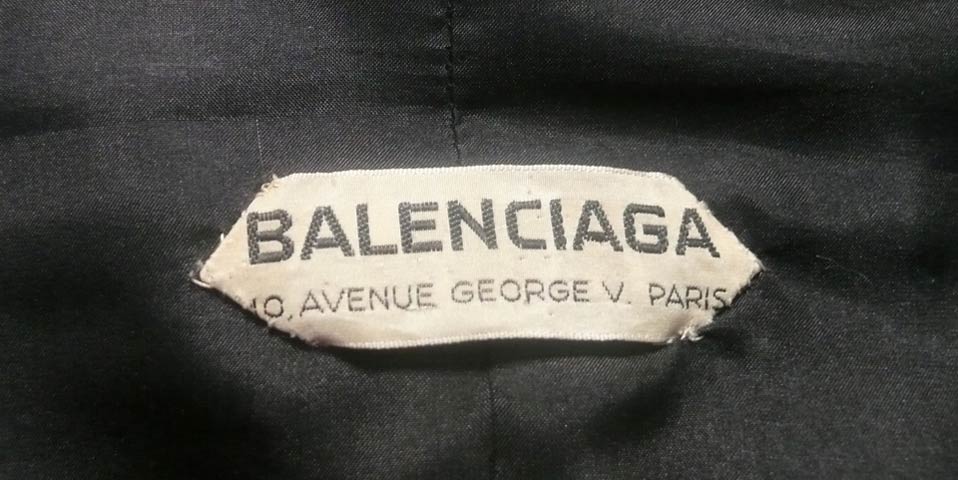 BALENCIAGA
10, AVENUE GEORGE V. PARIS